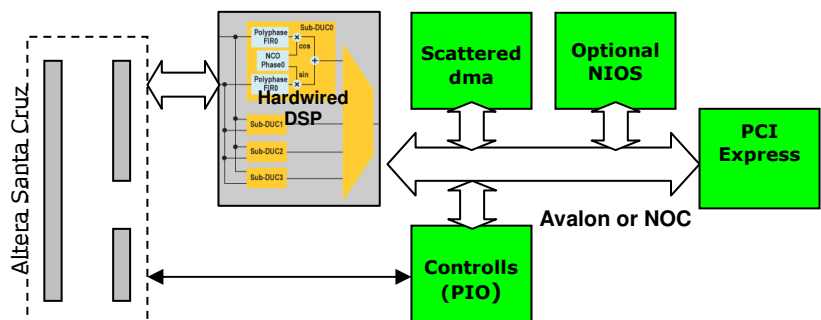 Altera Santa Cruz
Polyphase
FIR0
Sub-DUC0
cos
NCO
Phase0
sin
Polyphase
FIR0
Hardwired
DSP
Sub-DUC1
Sub-DUC2
Sub-DUC3
Scattered
dma
Optional
NIOS
PCI
Express
Avalon or NOC
Controlls
(PIO)